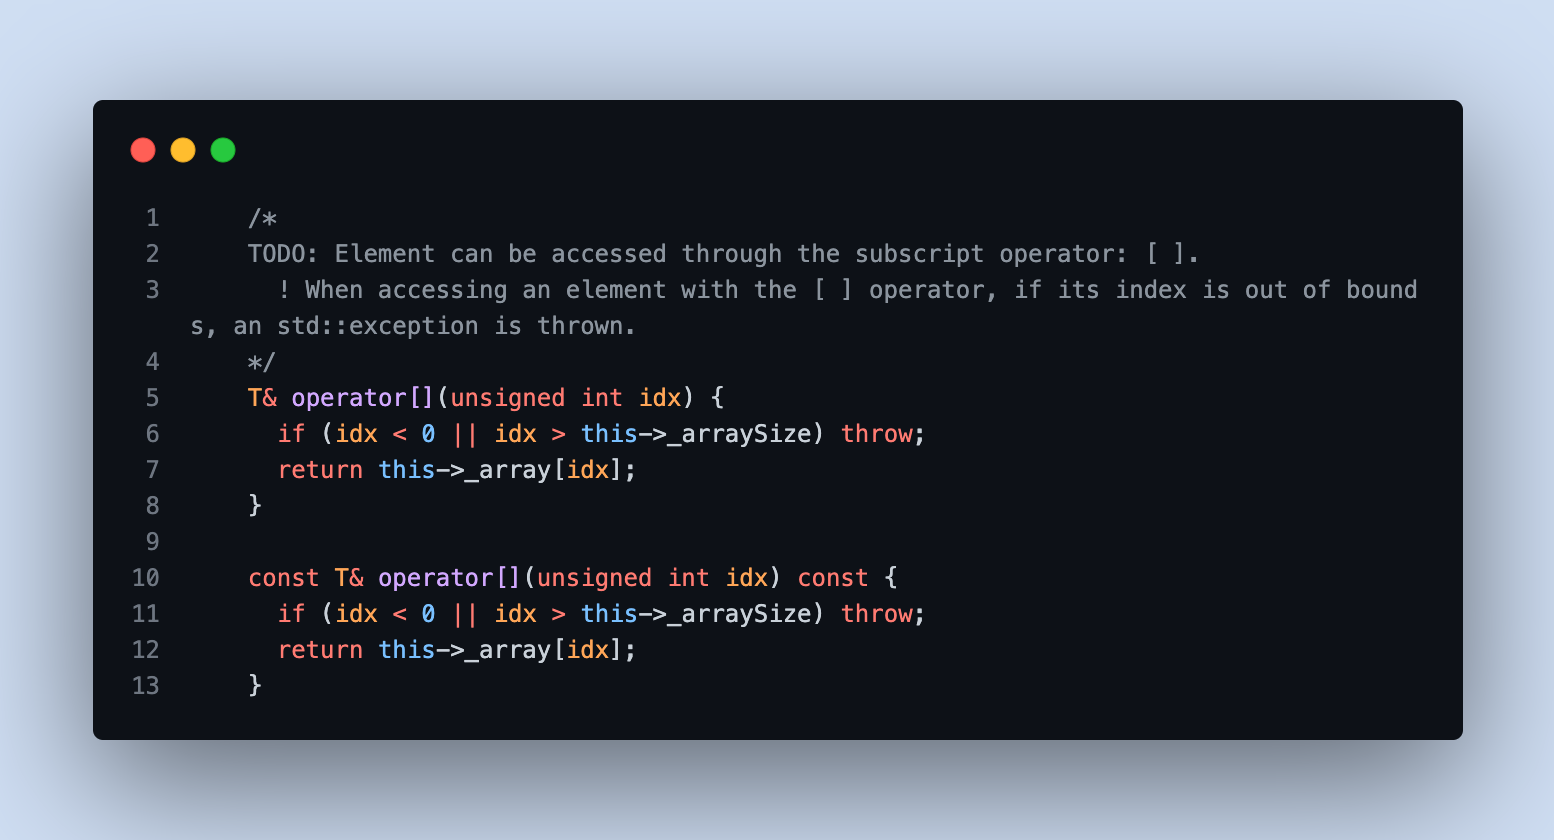 1 /*
2 TODO: Element can be accessed through the subscript operator: [ ].
3 ! When accessing an element with the [ ] operator, if its index is out of bound
s, an std::exception is thrown.
4 */
5 T& operator[](unsigned int idx) {
6 if (idx < 0 || idx > this->_arraySize) throw;
7 return this->_array[idx];
8 }
9
10 const T& operator[](unsigned int idx) const {
11 if (idx < 0 || idx > this->_arraySize) throw;
12 return this->_array[idx];
13 }